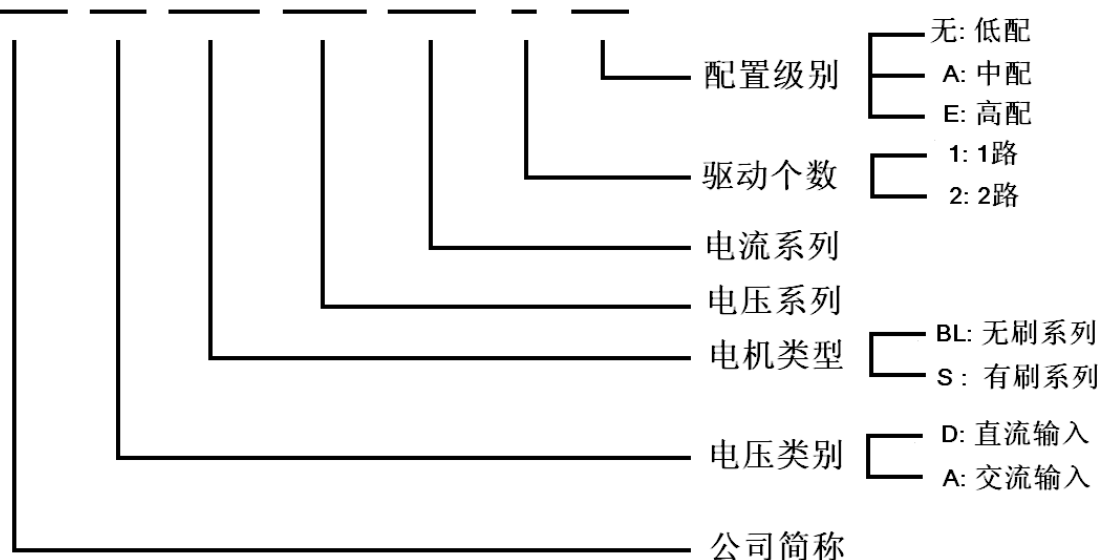 无: 低配
配置级别
A: 中配
E: 高配
1: 1路
驱动个数
2: 2路
电流系列
电压系列
BL: 无刷系列
电机类型
S : 有刷系列
D: 直流输入
电压类别
A: 交流输入
公司简称